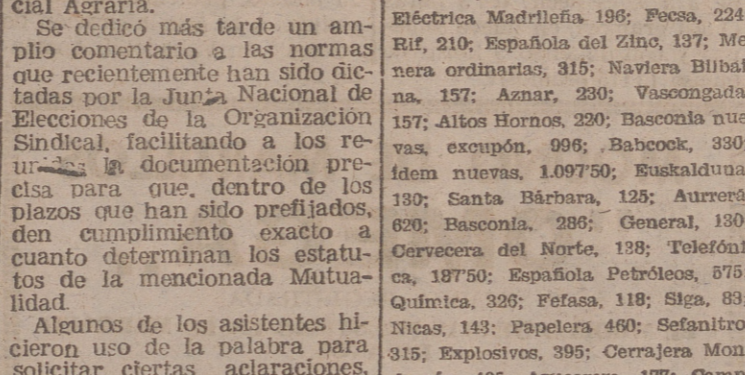 cial Agraria.
Se dedicó más tarde un am-
plio comentario a las normas
que recientemente han sido dic-
tadas por la Junta Nacional de
Elecciones de la Organización
Sindical, facilitando a los re-
unidos la documentación pre-
cisa para que, dentro de los
plazos que han sido prefijados,
den cumplimiento exacto a
cuanto determinan los estatu-
tos de la mencionada Mutua-
lidad.
Algunos de los asistentes hi-
cieron uso de la palabra para
solicitar ciertas aclaraciones,
Eléctrica Madrileña 196; Fecsa, 224
Rif, 210; Española del Zinc, 137; Me
nera ordinarias, 315; Naviera Bilbaí
na, 157; Aznar, 230; Vascongada
157; Altos Hornos, 220; Basconia nue
vas, excupón, 996; Babcock, 330
ídem nuevas, 1.097'50; Euskalduna
130; Santa Bárbara, 125; Aurrerá
620; Basconia, 286; General, 130
Cervecera del Norte, 138; Telefóni
ca, 187'50; Española Petróleos, 575
Química, 326; Fefasa, 118; Siga, 83
Nicas, 143; Papelera 460; Sefanitro
315; Explosivos, 395; Cerrajera Mon